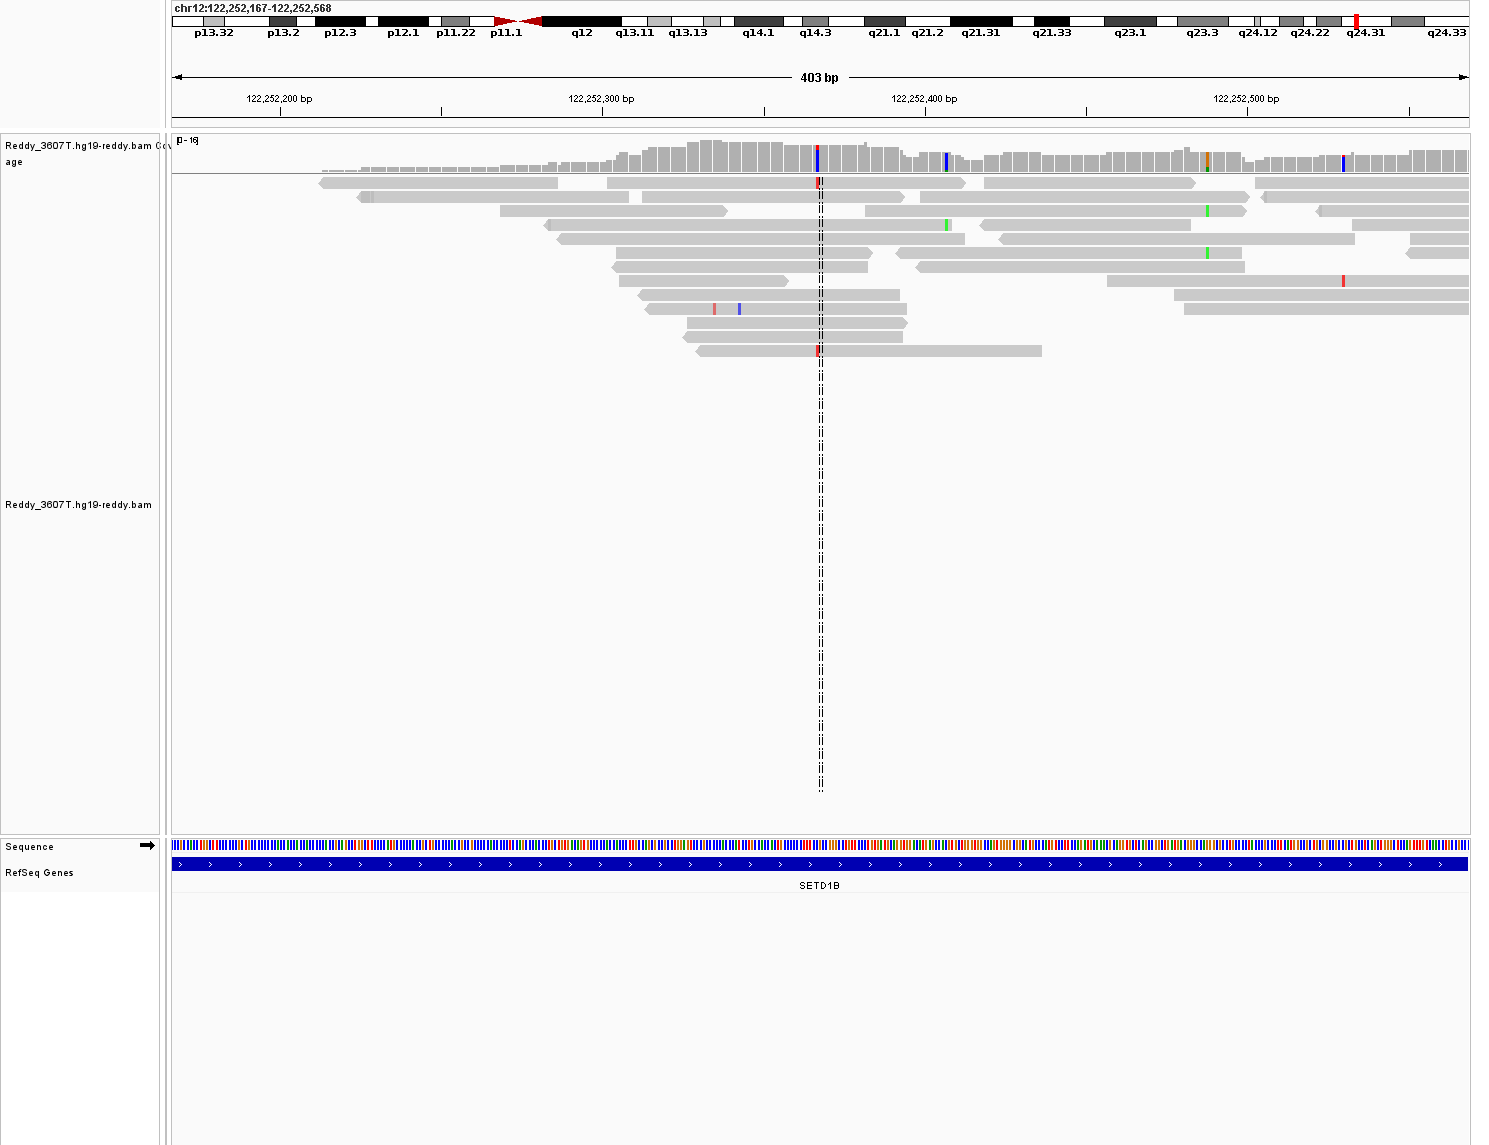 chr12:122,252,167-122,252,568
p13.32 p13.2 p12.3 p12.1 p11.22 p11.1 q12 q13.11 q13.13 q14.1 q14.3 q21.1 q21.2 q21.31 q21.33 q23.1 q23.3 q24.12 q24.22 q24.31 q24.33
403 bp
122,252,200 bp 122,252,300 bp 122,252,400 bp 122,252,500 bp
Reddy_3607T.hg19-reddy.bam Cov
age
[0 - 16]
Reddy_3607T.hg19-reddy.bam
Sequence
RefSeq Genes
SETD1B